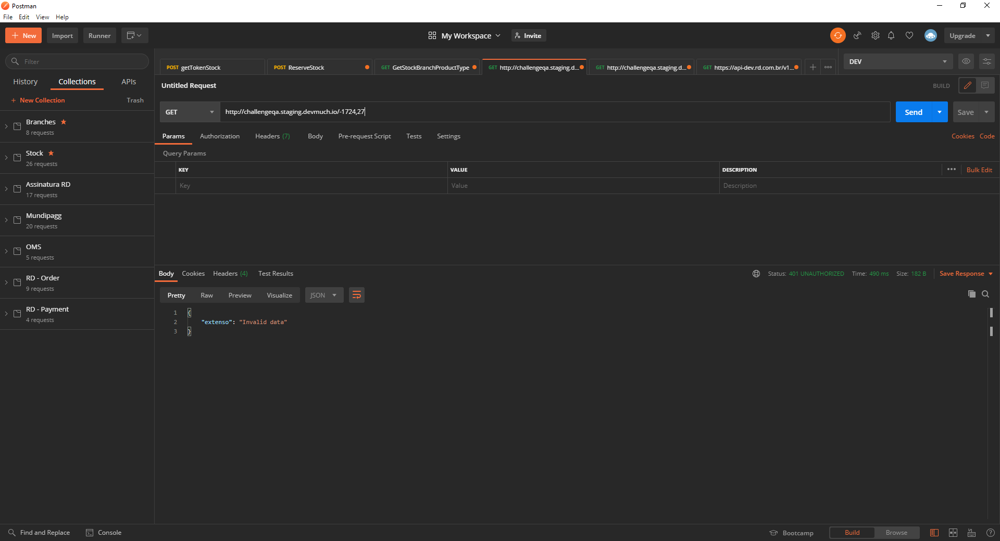 Postman
File Edit View Help
New Import Runner My Workspace Invite Upgrade
Filter
History Collections APIs
New Collection Trash
Branches
8 requests
Stock
26 requests
Assinatura RD
17 requests
Mundipagg
20 requests
OMS
5 requests
RD - Order
9 requests
RD - Payment
4 requests
POST getTokenStock POST ReserveStock GET GetStockBranchProductType GET http://challengeqa.staging.d... GET http://challengeqa.staging.d... GET https://api-dev.rd.com.br/v1... DEV
Untitled Request BUILD
GET http://challengeqa.staging.devmuch.io/-1724,27 Send Save
Params Authorization Headers (7) Body Pre-request Script Tests Settings Cookies Code
Query Params
KEY VALUE DESCRIPTION Bulk Edit
Key Value Description
Body Cookies Headers (4) Test Results Status: 401 UNAUTHORIZED Time: 490 ms Size: 182 B Save Response
Pretty Raw Preview Visualize JSON
1 {
2 "extenso": "Invalid data"
3 }
Find and Replace Console Bootcamp Build Browse